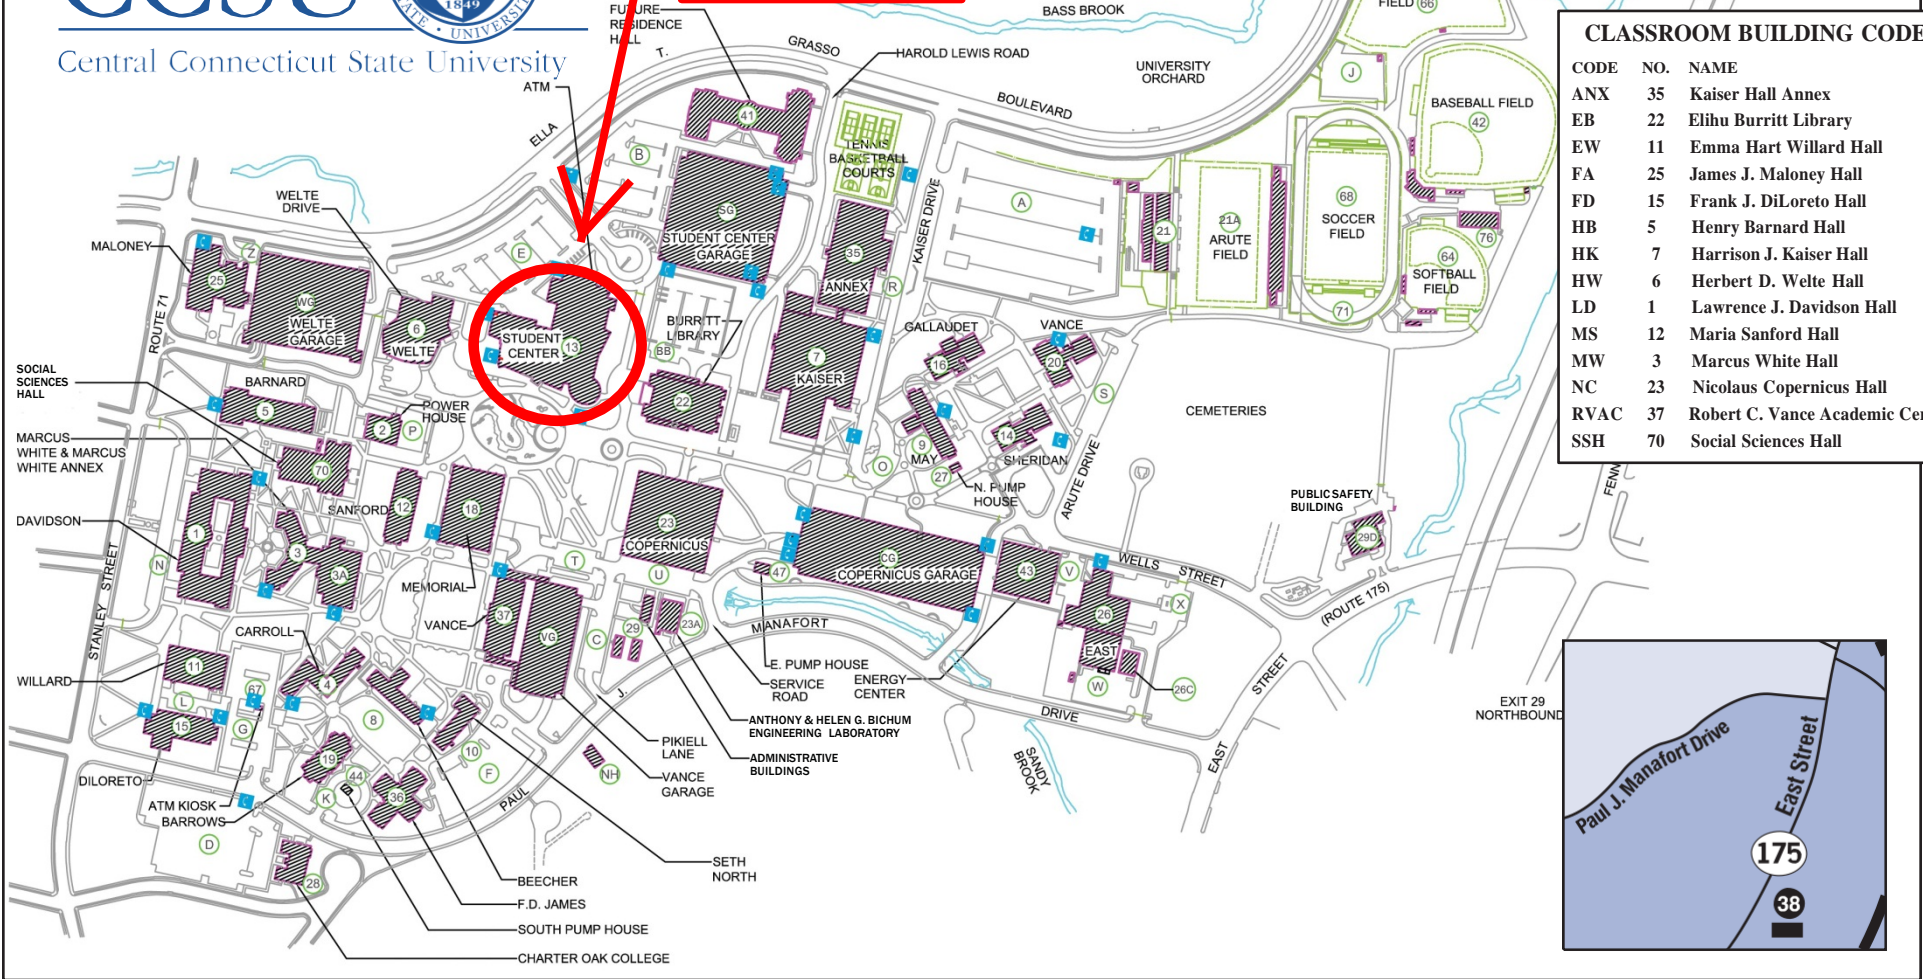 CCSU
1849
STATE UNIVERSITY
Central Connecticut State University
FUTURE
RESIDENCE
HALL
ATM
ELLA
T.
GRASSO
BOULEVARD
HAROLD LEWIS ROAD
BASS BROOK
UNIVERSITY
ORCHARD
FIELD 66
J
BASEBALL FIELD
42
41
B
TENNIS
BASKETBALL
COURTS
KAISER DRIVE
A
21
21A
ARUTE
FIELD
68
SOCCER
FIELD
71
76
64
SOFTBALL
FIELD
WELTE
DRIVE
MALONEY
25
Z
WG
WELTE
GARAGE
6
WELTE
E
STUDENT
CENTER
13
SG
STUDENT CENTER
GARAGE
35
ANNEX
R
BURRITT
LIBRARY
BB
22
7
KAISER
GALLAUDET
16
VANCE
20
S
CEMETERIES
ROUTE 71
SOCIAL
SCIENCES
HALL
BARNARD
5
2
P
POWER
HOUSE
MARCUS
WHITE & MARCUS
WHITE ANNEX
70
SANFORD
12
18
MEMORIAL
23
COPERNICUS
9
MAY
14
SHERIDAN
O
27
N. PUMP
HOUSE
ARUTE DRIVE
PUBLIC SAFETY
BUILDING
29D
DAVIDSON
1
N
3
3A
STANLEY STREET
T
U
47
CG
COPERNICUS GARAGE
43
V
WELLS STREET
X
26
EAST
W
26C
(ROUTE 175)
CARROLL
VANCE
37
VG
C
29
23A
MANAFORT
E. PUMP HOUSE
SERVICE
ROAD
ENERGY
CENTER
WILLARD
11
L
67
G
15
4
8
10
F
19
44
K
36
DILORETO
ATM KIOSK
BARROWS
D
28
PAUL
J.
DRIVE
SANDY
BROOK
EAST
STREET
ANTHONY & HELEN G. BICHUM
ENGINEERING LABORATORY
ADMINISTRATIVE
BUILDINGS
PIKIELL
LANE
NH
VANCE
GARAGE
SETH
NORTH
BEECHER
F.D. JAMES
SOUTH PUMP HOUSE
CHARTER OAK COLLEGE
EXIT 29
NORTHBOUND
FENN
CLASSROOM BUILDING CODE
CODE NO. NAME
ANX 35 Kaiser Hall Annex
EB 22 Elihu Burritt Library
EW 11 Emma Hart Willard Hall
FA 25 James J. Maloney Hall
FD 15 Frank J. DiLoreto Hall
HB 5 Henry Barnard Hall
HK 7 Harrison J. Kaiser Hall
HW 6 Herbert D. Welte Hall
LD 1 Lawrence J. Davidson Hall
MS 12 Maria Sanford Hall
MW 3 Marcus White Hall
NC 23 Nicolaus Copernicus Hall
RVAC 37 Robert C. Vance Academic Cen
SSH 70 Social Sciences Hall
Paul J. Manafort Drive
East Street
175
38